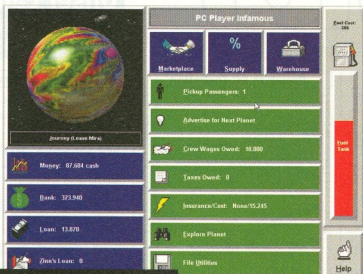 PC Player Infamous
Fuel Cost:
Marketplace
%
Supply
Warehouse
Pickup Passengers: 1
Advertise for Next Planet
Journey (Leave Mira)
Money: 87.684 cash
Crew Wages Owed: 10.000
Taxes Owed: 0
Bank: 323.940
Insurance/Cost: None/15.245
Fuel
Tank
Loan: 13.870
Explore Planet
Zinn's Loan: 0
File Utilities
Help